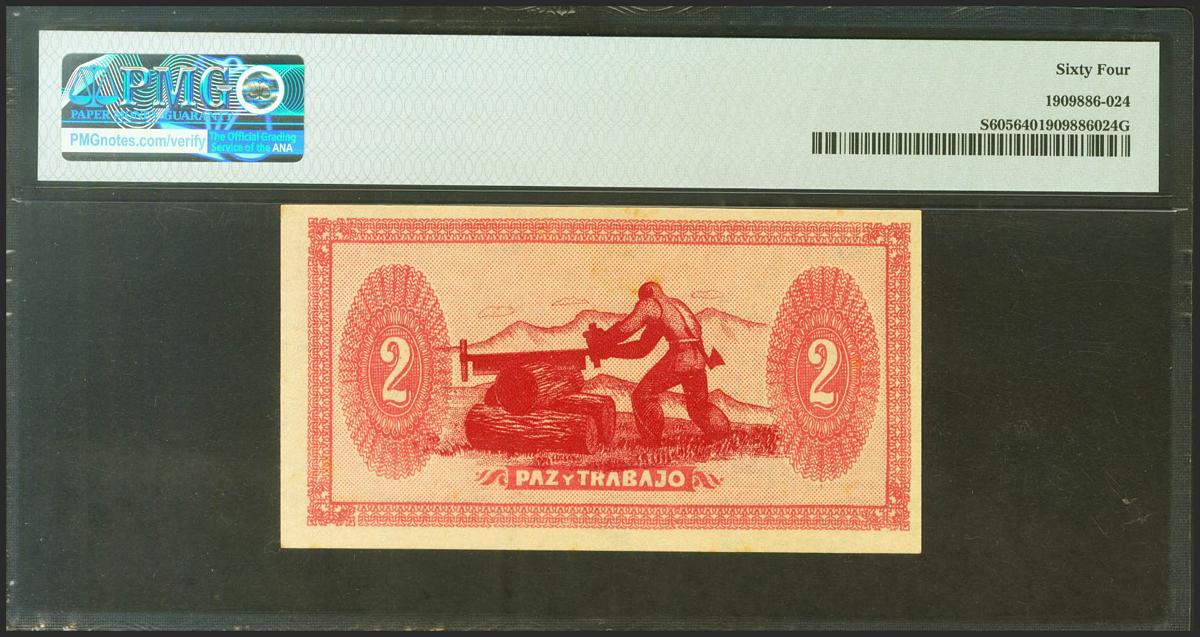 PMG
PAPER MONEY GUARANTY
PMGnotes.com/verify
The Official Grading
Service of the ANA
Sixty Four
1909886-024
S6056401909886024G
2
2
PAZ Y TRABAJO